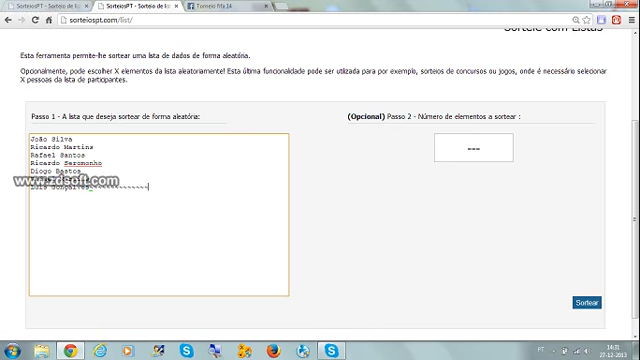 SorteiosPT - Sorteio de l
SorteiosPT - Sorteio de l
Torneio Fifa 14
sorteiospt.com/list/
Sorteio com Listas
Esta ferramenta permite-lhe sortear uma lista de dados de forma aleatória.
Opcionalmente, pode escolher X elementos da lista aleatoriamente! Esta última funcionalidade pode ser utilizada para por exemplo, sorteios de concursos ou jogos, onde é necessário selecionar
X pessoas da lista de participantes.
Passo 1 - A lista que deseja sortear de forma aleatória:
(Opcional) Passo 2 - Número de elementos a sortear :
João Silva
Ricardo Martins
Rafael Santos
Ricardo Seromonho
Diogo Bastos
www.zdsoft.com
Luis Gonçalves
---
Sortear
PT
14:31
27-12-2013